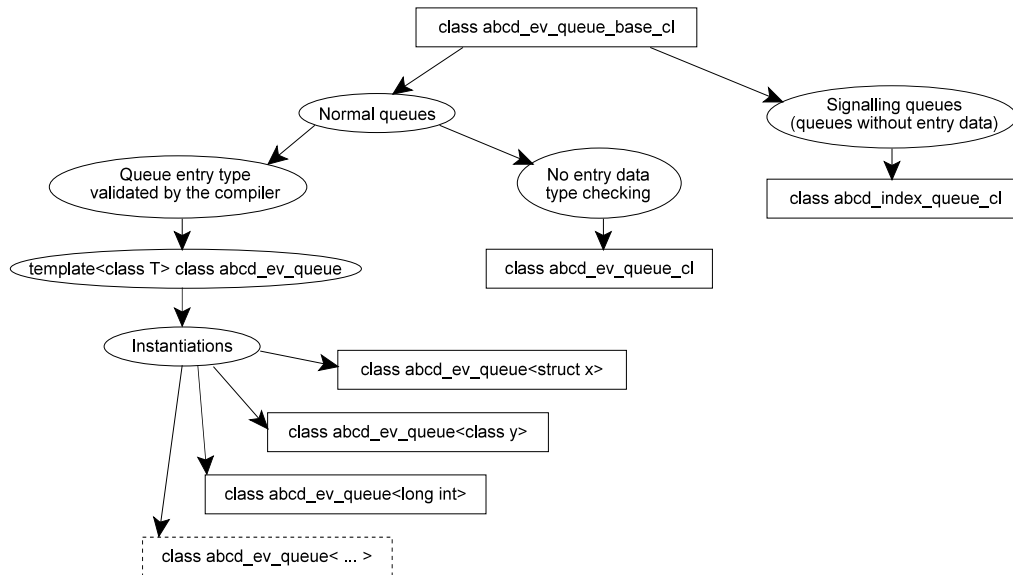 class abcd_ev_queue_base_cl
Normal queues
Signalling queues
(queues without entry data)
Queue entry type
validated by the compiler
No entry data
type checking
class abcd_index_queue_cl
template<class T> class abcd_ev_queue
class abcd_ev_queue_cl
Instantiations
class abcd_ev_queue<struct x>
class abcd_ev_queue<class y>
class abcd_ev_queue<long int>
class abcd_ev_queue< ... >